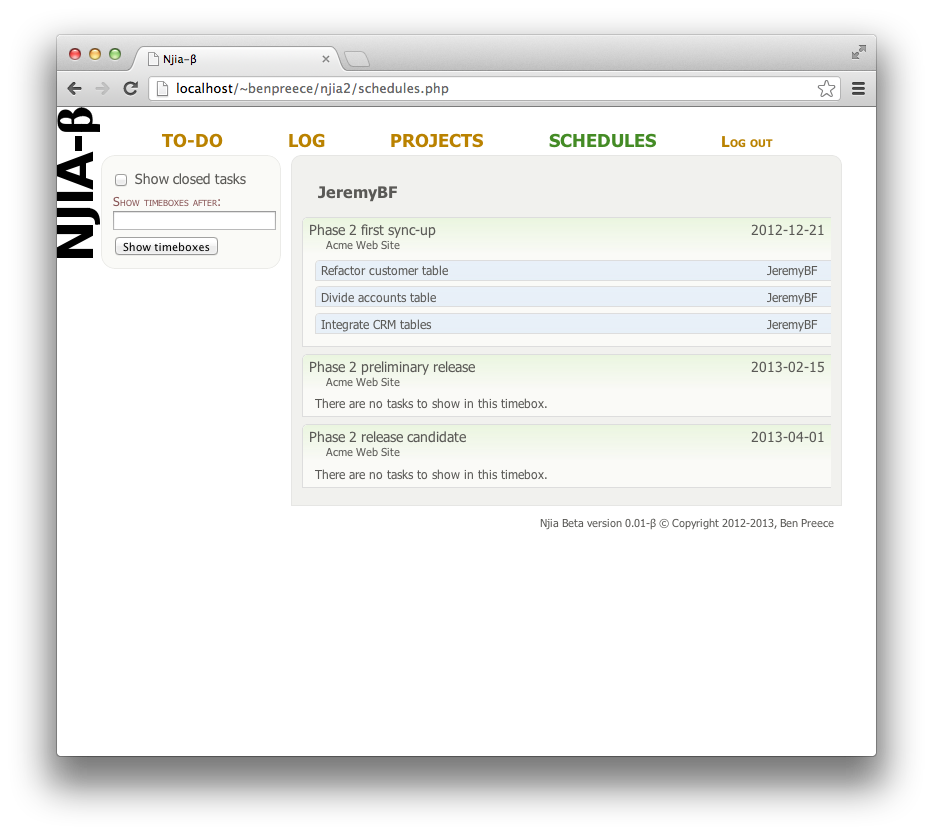 Njia-β
localhost/~benpreece/njia2/schedules.php
NJIA-β
TO-DO LOG PROJECTS SCHEDULES LOG OUT
Show closed tasks
SHOW TIMEBOXES AFTER:
Show timeboxes
JeremyBF
Phase 2 first sync-up 2012-12-21
Acme Web Site
Refactor customer table JeremyBF
Divide accounts table JeremyBF
Integrate CRM tables JeremyBF
Phase 2 preliminary release 2013-02-15
Acme Web Site
There are no tasks to show in this timebox.
Phase 2 release candidate 2013-04-01
Acme Web Site
There are no tasks to show in this timebox.
Njia Beta version 0.01-β © Copyright 2012-2013, Ben Preece